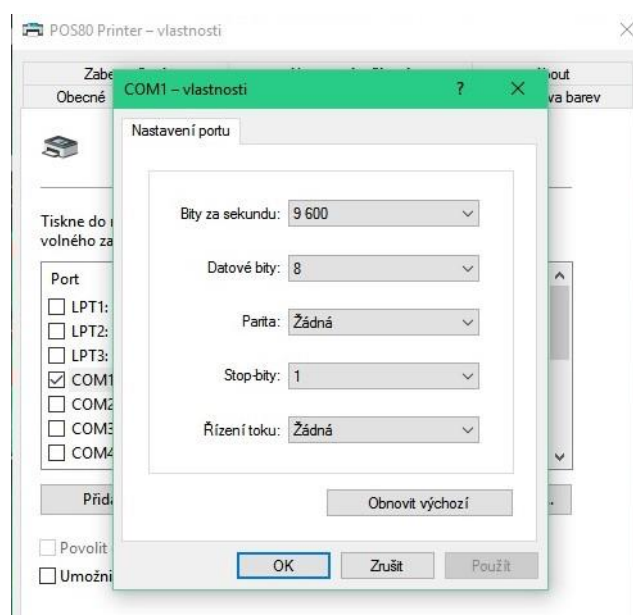 POS80 Printer – vlastnosti
Zabe
out
Obecné
va barev
COM1 – vlastnosti
?
Nastavení portu
Tiskne do
volného za
Port
LPT1:
LPT2:
LPT3:
COM1
COM2
COM3
COM4
Bity za sekundu: 9 600
Datové bity: 8
Parita: Žádná
Stop-bity: 1
Řízení toku: Žádná
Obnovit výchozí
Přida
Povolit
Umožni
OK
Zrušit
Použít